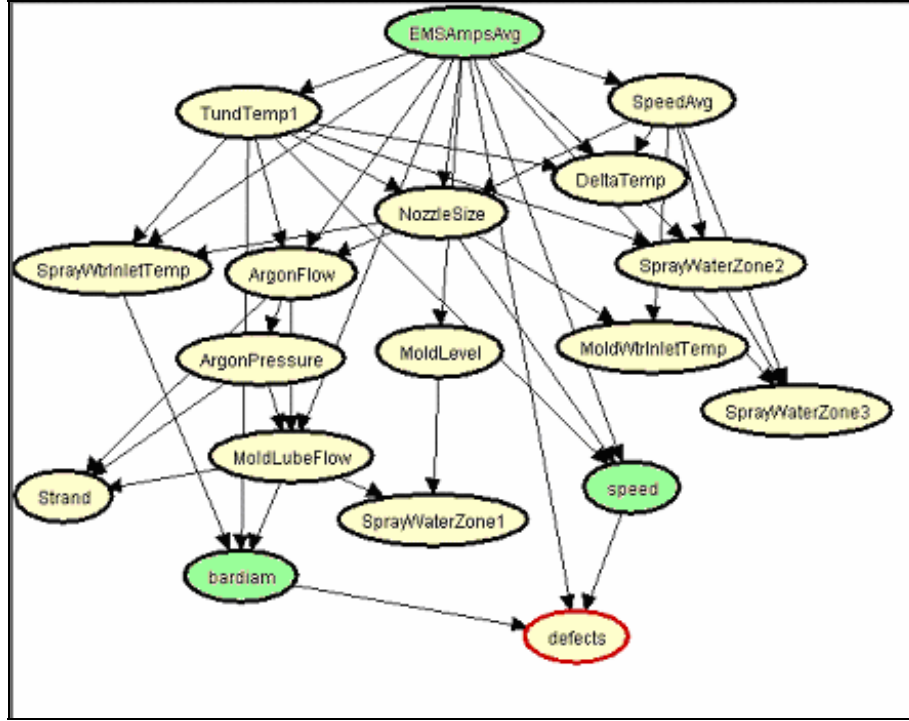 EMSAmpsAvg
TundTemp1
SpeedAvg
DeltaTemp
NozzleSize
SprayWtrInletTemp
ArgonFlow
SprayWaterZone2
ArgonPressure
MoldLevel
MoldWtrInletTemp
SprayWaterZone3
MoldLubeFlow
Strand
speed
SprayWaterZone1
bardiam
defects